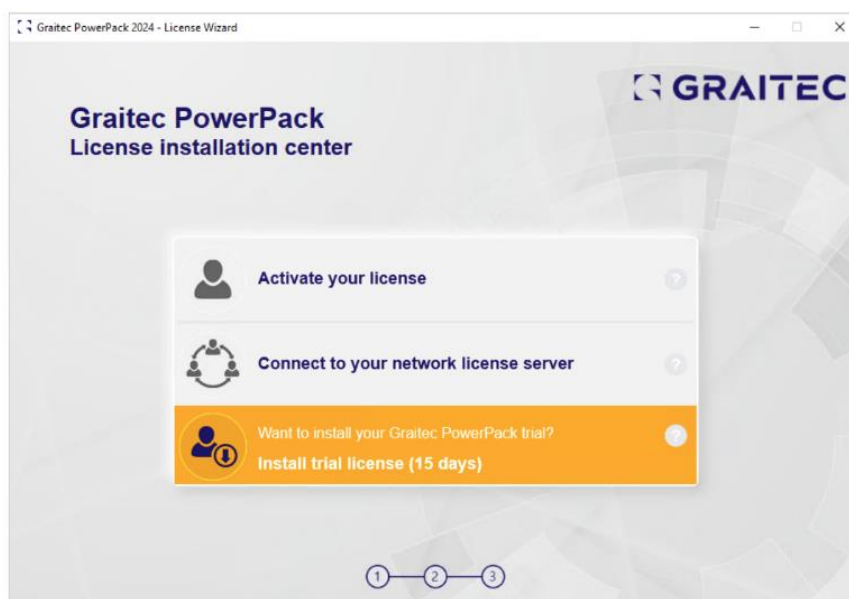 Graitec PowerPack 2024 - License Wizard
GRAITEC
Graitec PowerPack
License installation center
Activate your license
?
Connect to your network license server
?
Want to install your Graitec PowerPack trial?
?
Install trial license (15 days)
1 2 3